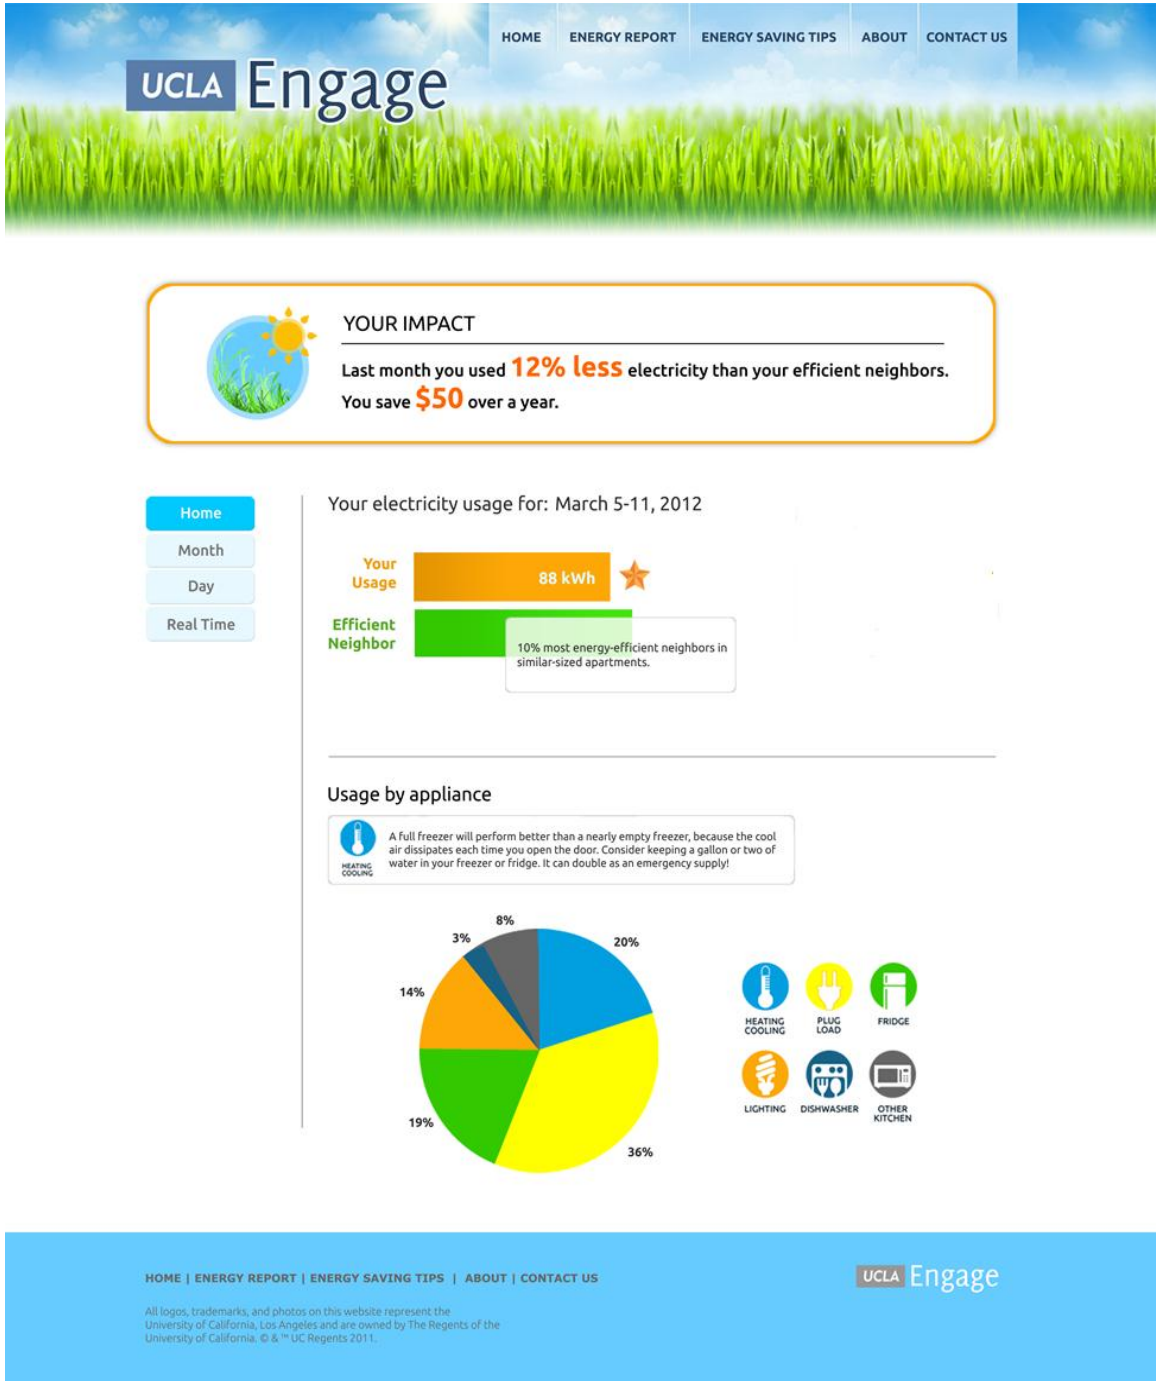 HOME ENERGY REPORT ENERGY SAVING TIPS ABOUT CONTACT US
UCLA Engage
YOUR IMPACT
Last month you used 12% less electricity than your efficient neighbors.
You save $50 over a year.
Home
Month
Day
Real Time
Your electricity usage for: March 5-11, 2012
Your
Usage
88 kWh
Efficient
Neighbor
10% most energy-efficient neighbors in
similar-sized apartments.
Usage by appliance
HEATING
COOLING
A full freezer will perform better than a nearly empty freezer, because the cool
air dissipates each time you open the door. Consider keeping a gallon or two of
water in your freezer or fridge. It can double as an emergency supply!
8%
3%
20%
14%
19%
36%
HEATING
COOLING
PLUG
LOAD
FRIDGE
LIGHTING
DISHWASHER
OTHER
KITCHEN
HOME | ENERGY REPORT | ENERGY SAVING TIPS | ABOUT | CONTACT US
UCLA Engage
All logos, trademarks, and photos on this website represent the
University of California, Los Angeles and are owned by The Regents of the
University of California. © & ™ UC Regents 2011.